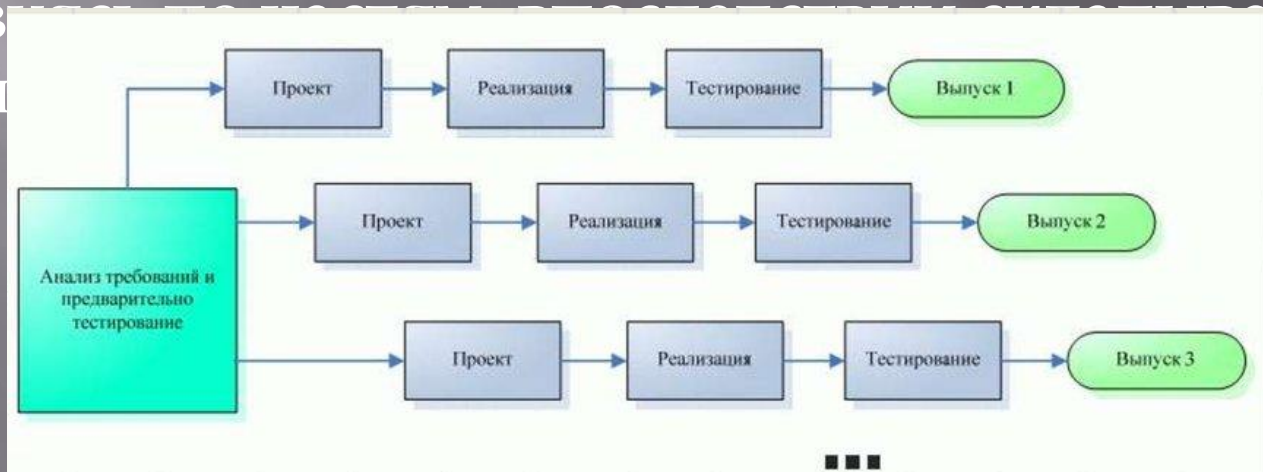 Проект
Реализация
Тестирование
Выпуск 1
Проект
Реализация
Тестирование
Выпуск 2
Анализ требований и
предварительно
тестирование
Проект
Реализация
Тестирование
Выпуск 3